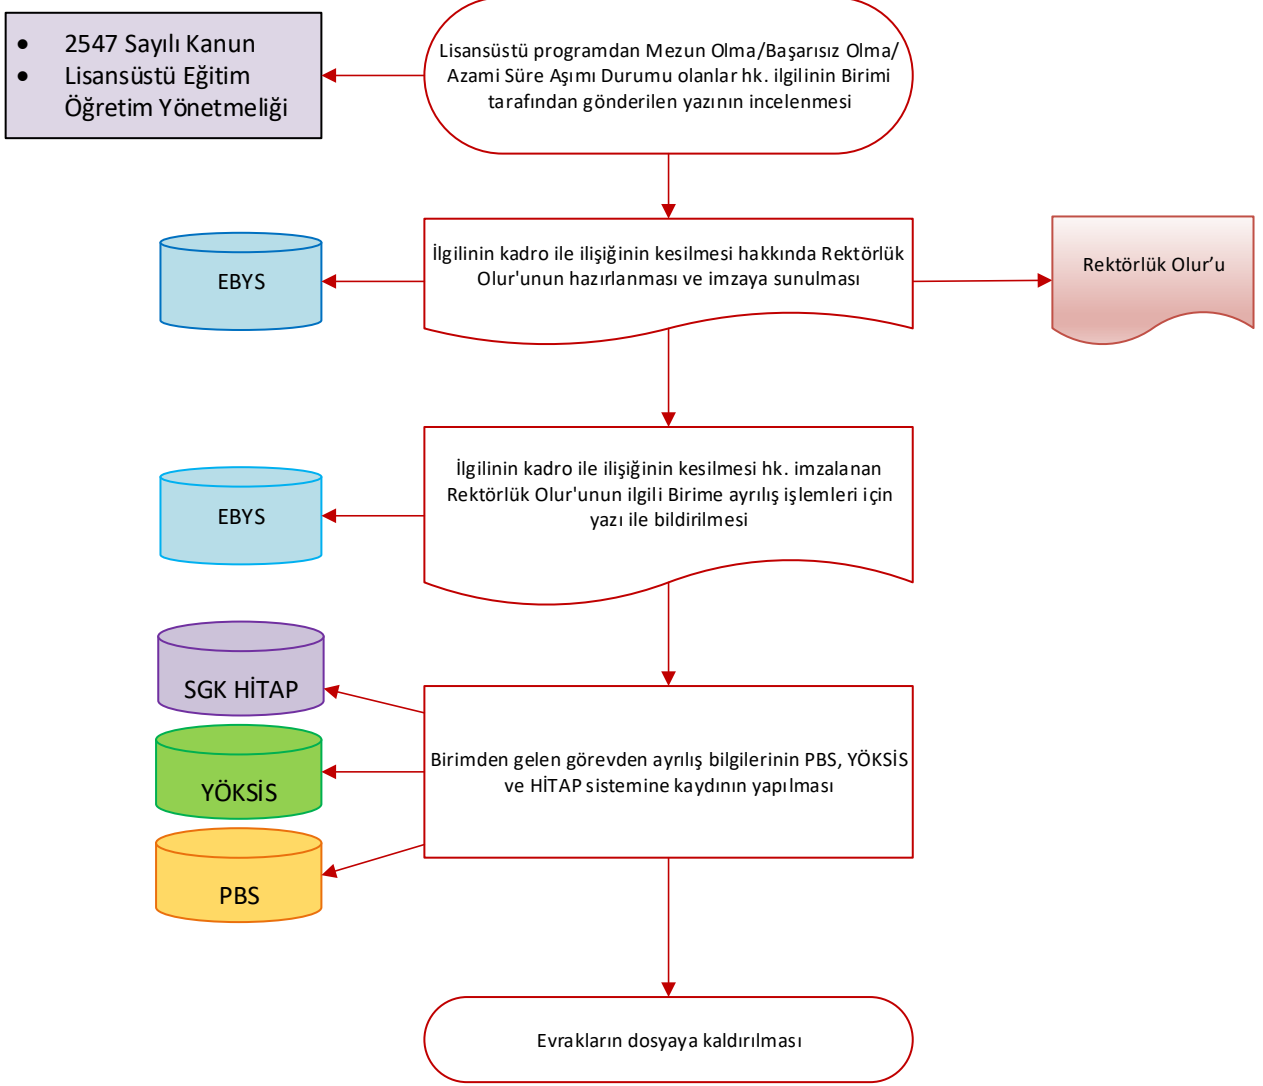 • 2547 Sayılı Kanun
• Lisansüstü Eğitim
Öğretim Yönetmeliği
Lisansüstü programdan Mezun Olma/Başarısız Olma/
Azami Süre Aşımı Durumu olanlar hk. ilgilinin Birimi
tarafından gönderilen yazının incelenmesi
EBYS
İlgilinin kadro ile ilişiğinin kesilmesi hakkında Rektörlük
Olur'unun hazırlanması ve imzaya sunulması
Rektörlük Olur’u
EBYS
İlgilinin kadro ile ilişiğinin kesilmesi hk. imzalanan
Rektörlük Olur'unun ilgili Birime ayrılış işlemleri için
yazı ile bildirilmesi
SGK HİTAP
YÖKSİS
PBS
Birimden gelen görevden ayrılış bilgilerinin PBS, YÖKSİS
ve HİTAP sistemine kaydının yapılması
Evrakların dosyaya kaldırılması